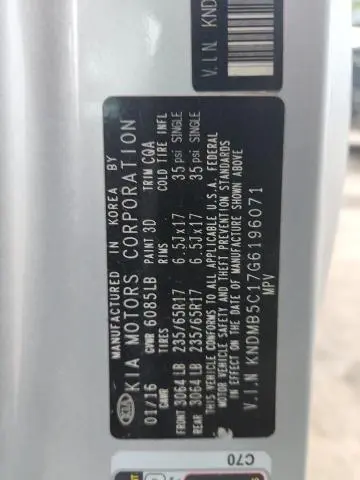 V.I.N. KND
MANUFACTURED IN KOREA BY
KIA MOTORS CORPORATION
01/16 GVWR 6085LB PAINT 3D TRIM CQA
GAWR TIRES RIMS COLD TIRE INFL
FRONT 3064 LB 235/65R17 6.5Jx17 35 psi SINGLE
REAR 3064 LB 235/65R17 6.5Jx17 35 psi SINGLE
THIS VEHICLE CONFORMS TO ALL APPLICABLE U.S.A. FEDERAL
MOTOR VEHICLE SAFETY AND THEFT PREVENTION STANDARDS
IN EFFECT ON THE DATE OF MANUFACTURE SHOWN ABOVE
V.I.N KNDMB5C17G6196071
MPV
C70